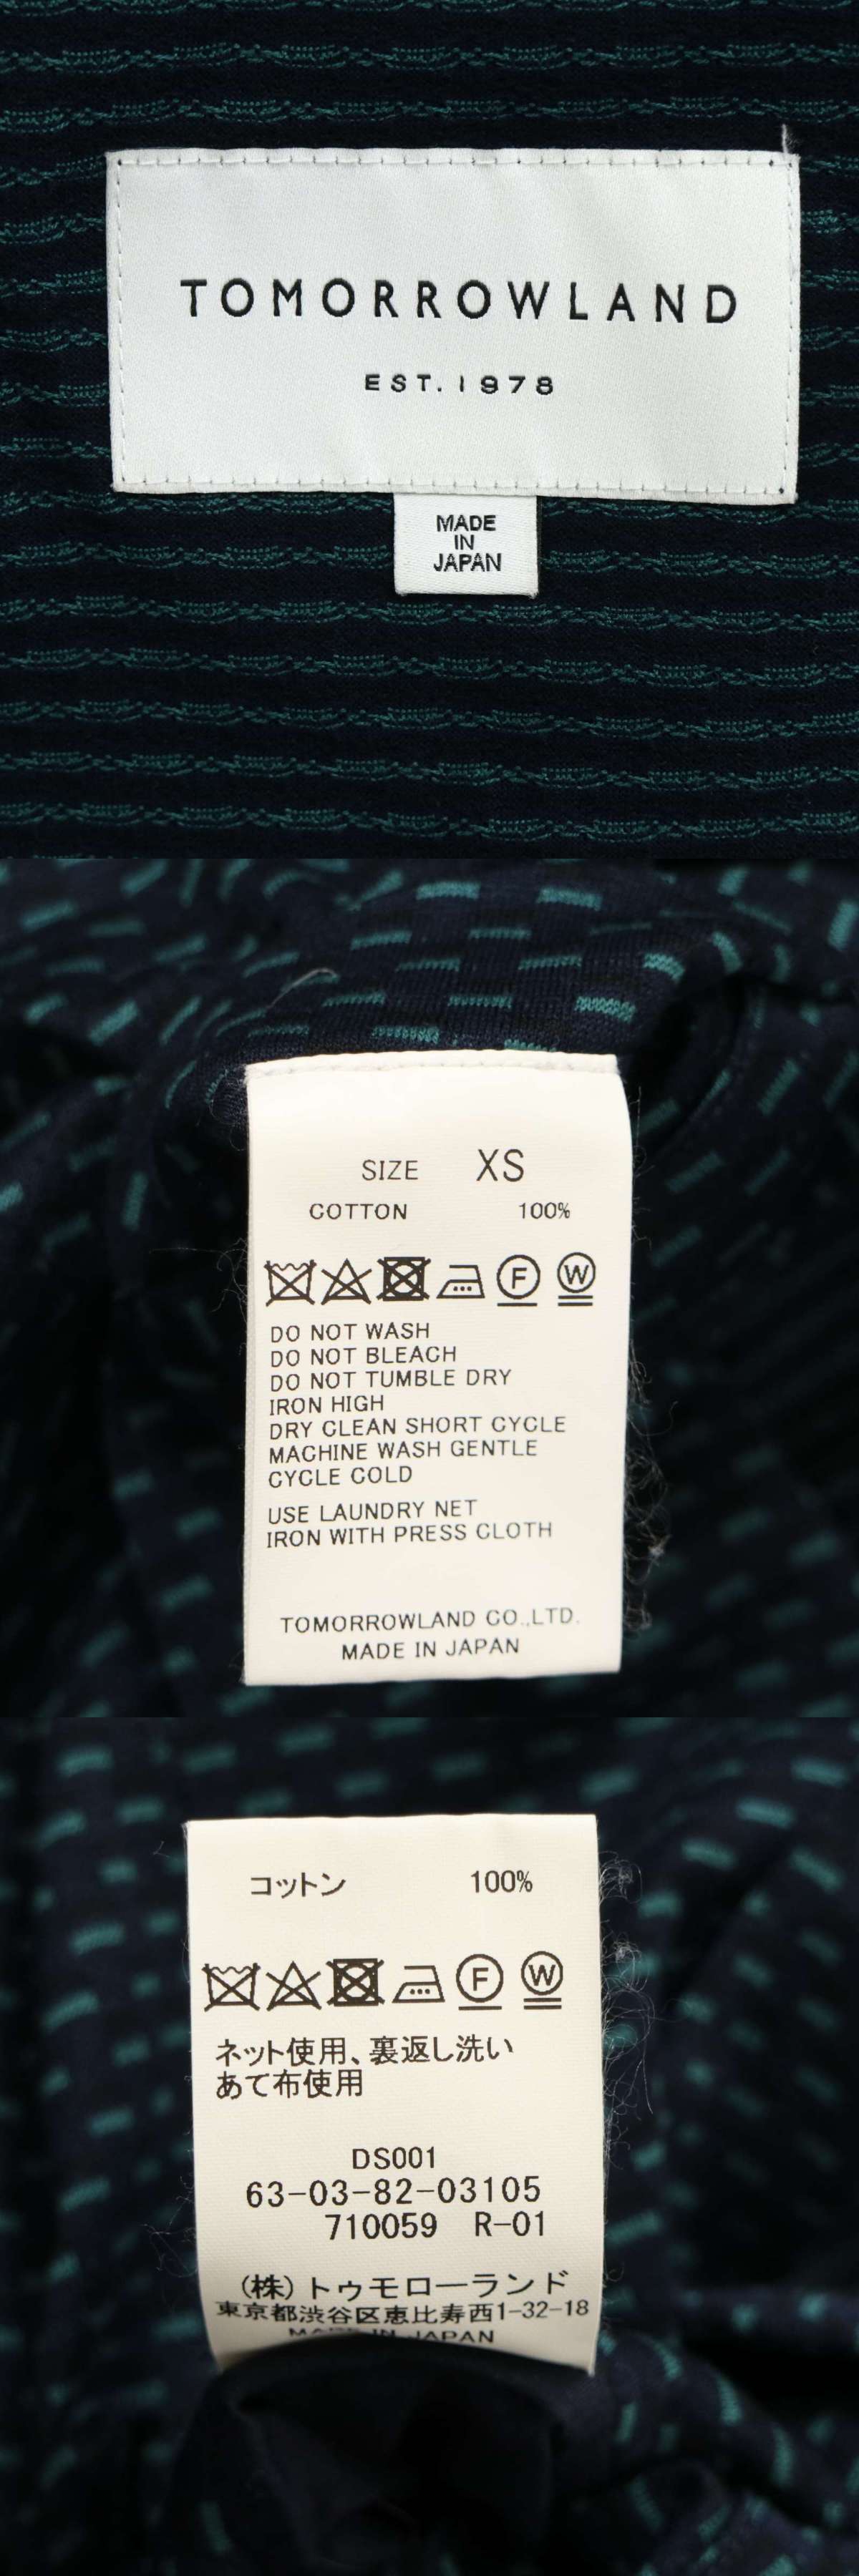 TOMORROWLAND
EST. 1978
MADE
IN
JAPAN
SIZE XS
COTTON 100%
F W
DO NOT WASH
DO NOT BLEACH
DO NOT TUMBLE DRY
IRON HIGH
DRY CLEAN SHORT CYCLE
MACHINE WASH GENTLE
CYCLE COLD
USE LAUNDRY NET
IRON WITH PRESS CLOTH
TOMORROWLAND CO.,LTD.
MADE IN JAPAN
コットン 100%
F W
ネット使用、裏返し洗い
あて布使用
DS001
63-03-82-03105
710059 R-01
(株)トゥモローランド
東京都渋谷区恵比寿西1-32-18
MADE IN JAPAN